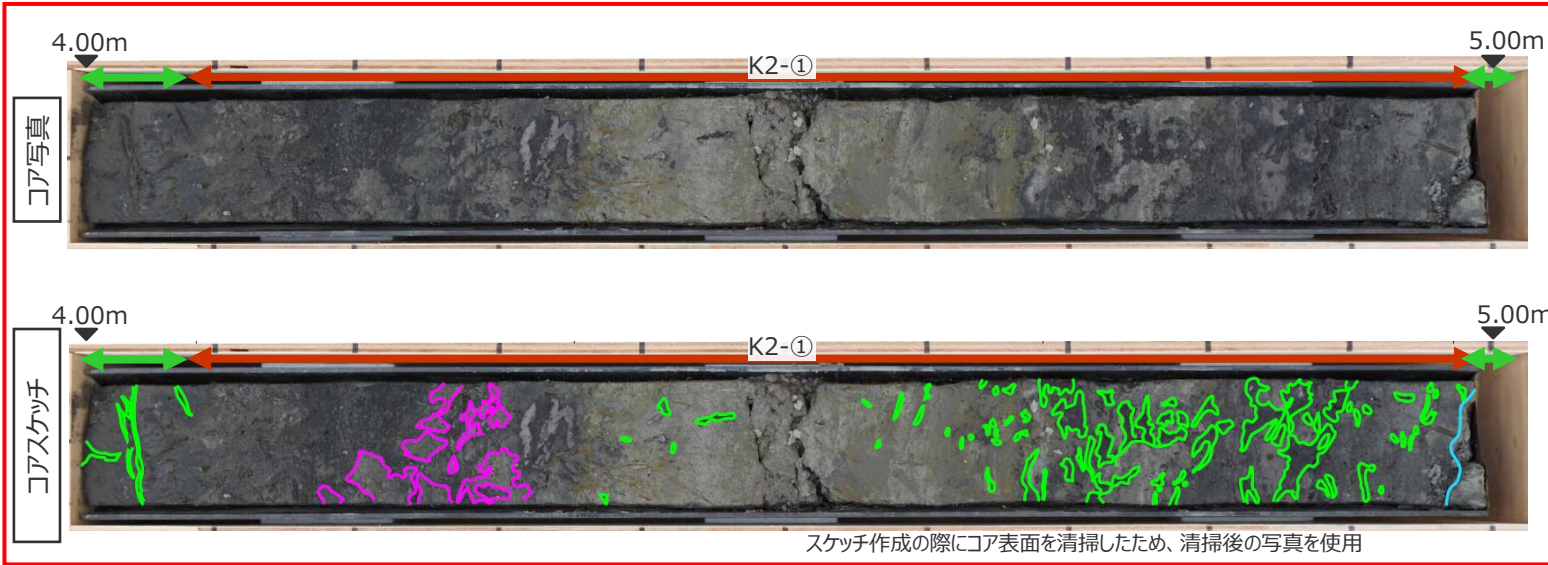 4.00m
5.00m
K2-①
コア写真
4.00m
5.00m
K2-①
コアスケッチ
スケッチ作成の際にコア表面を清掃したため、清掃後の写真を使用